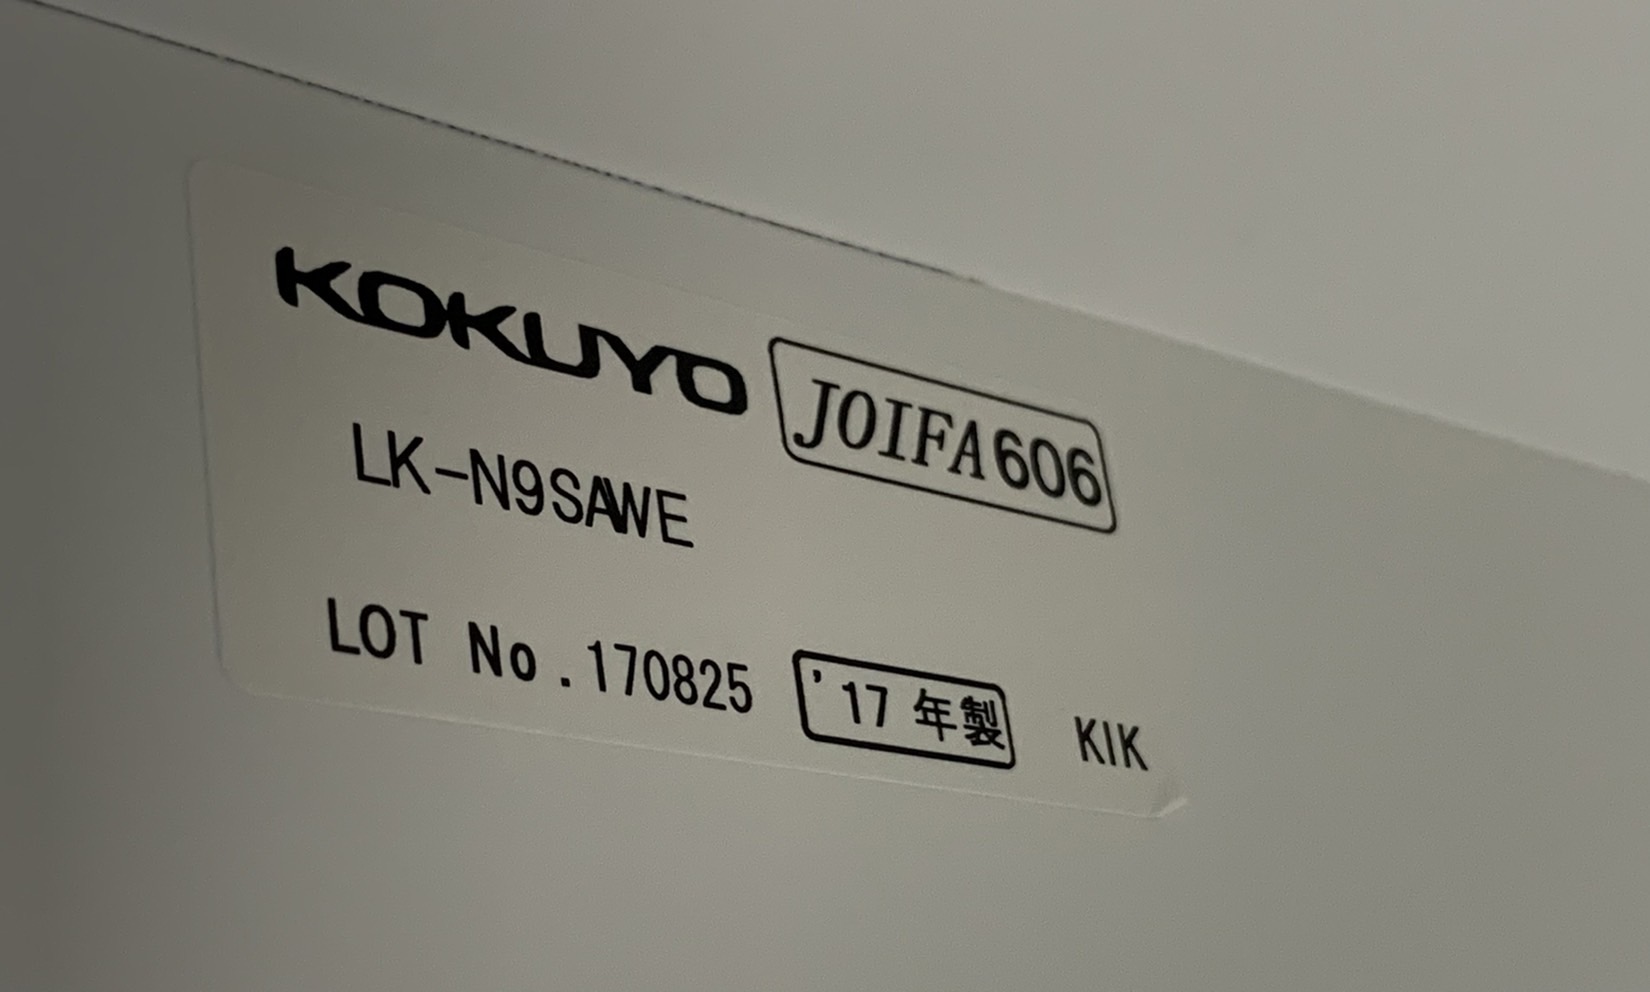 KOKUYO JOIFA606
LK-N9SAWE
LOT No.170825 '17年製 KIK